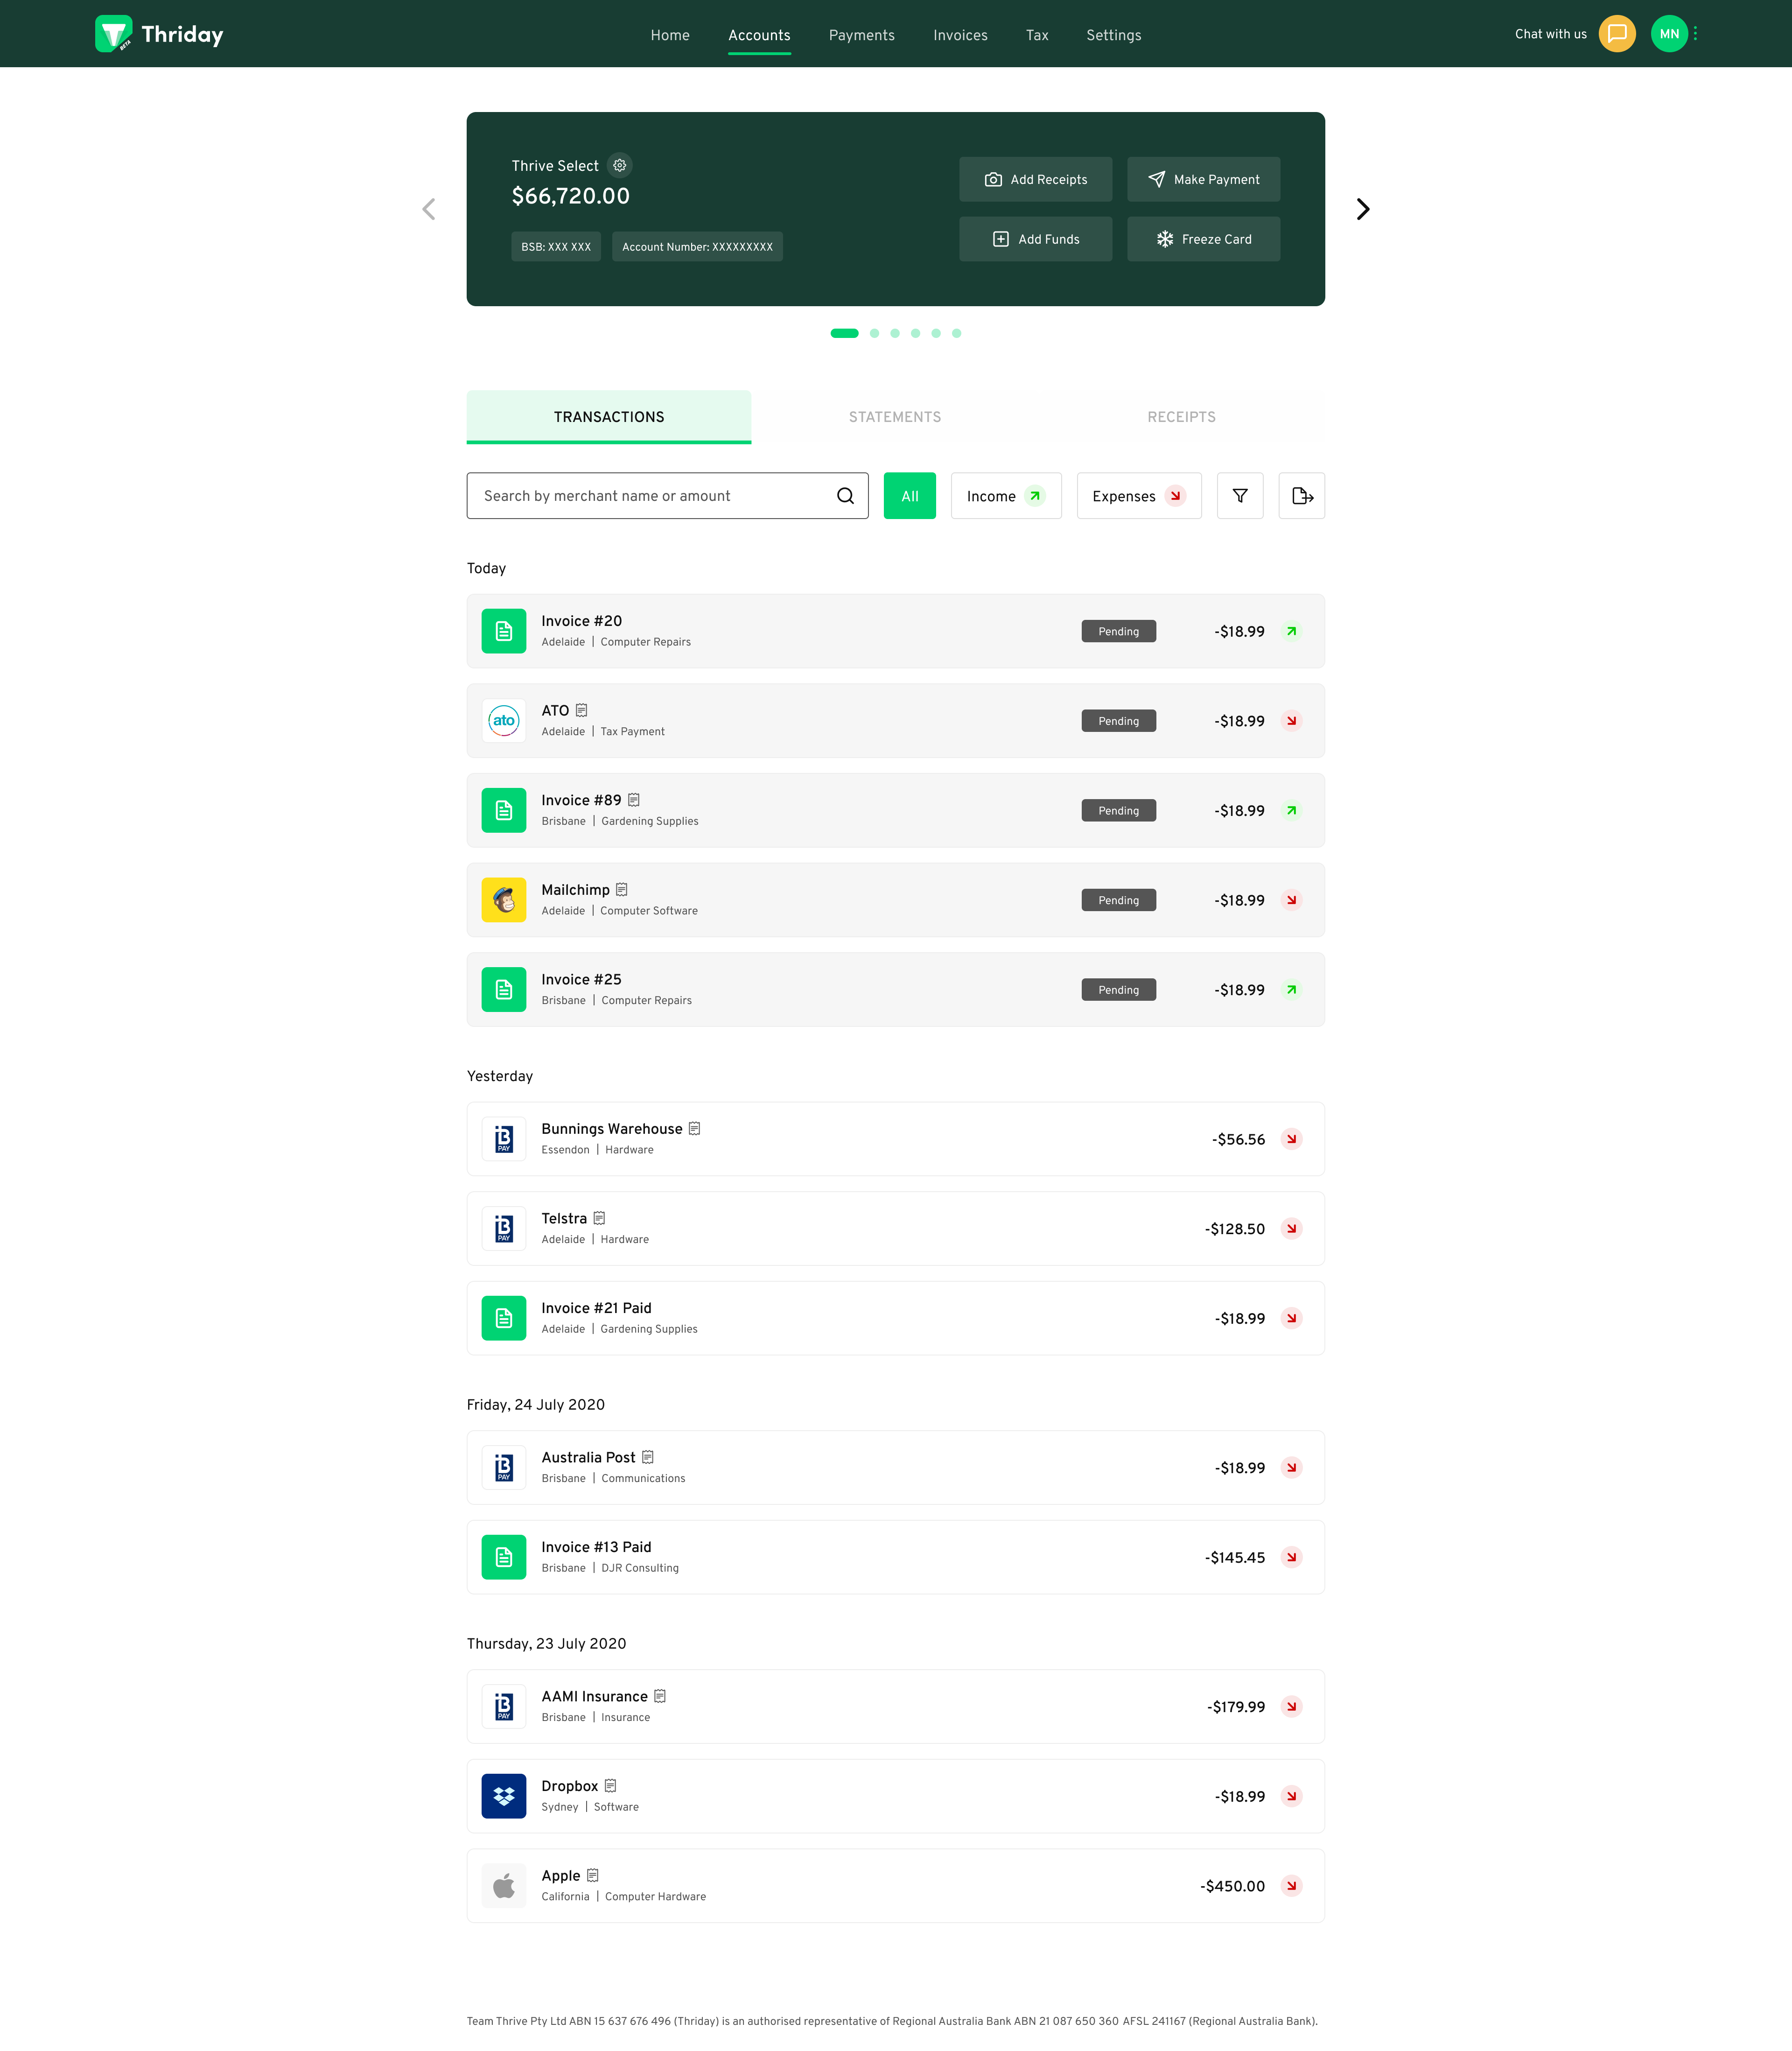 Thriday
BETA
Home Accounts Payments Invoices Tax Settings
Chat with us MN
Thrive Select
$66,720.00
BSB: XXX XXX Account Number: XXXXXXXXX
Add Receipts Make Payment
Add Funds Freeze Card
TRANSACTIONS STATEMENTS RECEIPTS
Search by merchant name or amount All Income Expenses
Today
Invoice #20
Adelaide | Computer Repairs
Pending -$18.99
ato
ATO
Adelaide | Tax Payment
Pending -$18.99
Invoice #89
Brisbane | Gardening Supplies
Pending -$18.99
Mailchimp
Adelaide | Computer Software
Pending -$18.99
Invoice #25
Brisbane | Computer Repairs
Pending -$18.99
Yesterday
B
PAY
Bunnings Warehouse
Essendon | Hardware
-$56.56
B
PAY
Telstra
Adelaide | Hardware
-$128.50
Invoice #21 Paid
Adelaide | Gardening Supplies
-$18.99
Friday, 24 July 2020
B
PAY
Australia Post
Brisbane | Communications
-$18.99
Invoice #13 Paid
Brisbane | DJR Consulting
-$145.45
Thursday, 23 July 2020
B
PAY
AAMI Insurance
Brisbane | Insurance
-$179.99
Dropbox
Sydney | Software
-$18.99
Apple
California | Computer Hardware
-$450.00
Team Thrive Pty Ltd ABN 15 637 676 496 (Thriday) is an authorised representative of Regional Australia Bank ABN 21 087 650 360 AFSL 241167 (Regional Australia Bank).